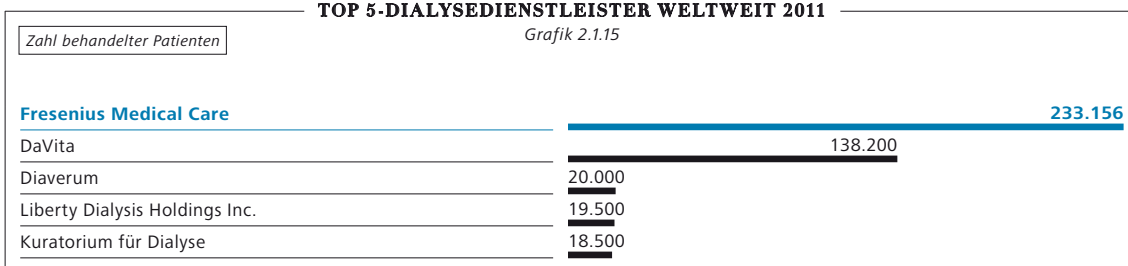 TOP 5-DIALYSEDIENSTLEISTER WELTWEIT 2011
Zahl behandelter Patienten
Grafik 2.1.15
Fresenius Medical Care 233.156
DaVita 138.200
Diaverum 20.000
Liberty Dialysis Holdings Inc. 19.500
Kuratorium für Dialyse 18.500